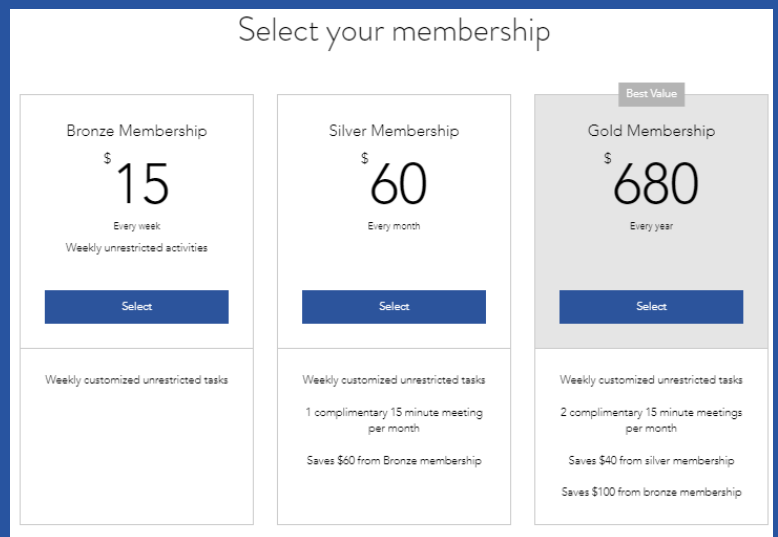 Select your membership
Bronze Membership
$
15
Every week
Weekly unrestricted activities
Select
Weekly customized unrestricted tasks
Silver Membership
$
60
Every month
Select
Weekly customized unrestricted tasks
1 complimentary 15 minute meeting
per month
Saves $60 from Bronze membership
Best Value
Gold Membership
$
680
Every year
Select
Weekly customized unrestricted tasks
2 complimentary 15 minute meetings
per month
Saves $40 from silver membership
Saves $100 from bronze membership